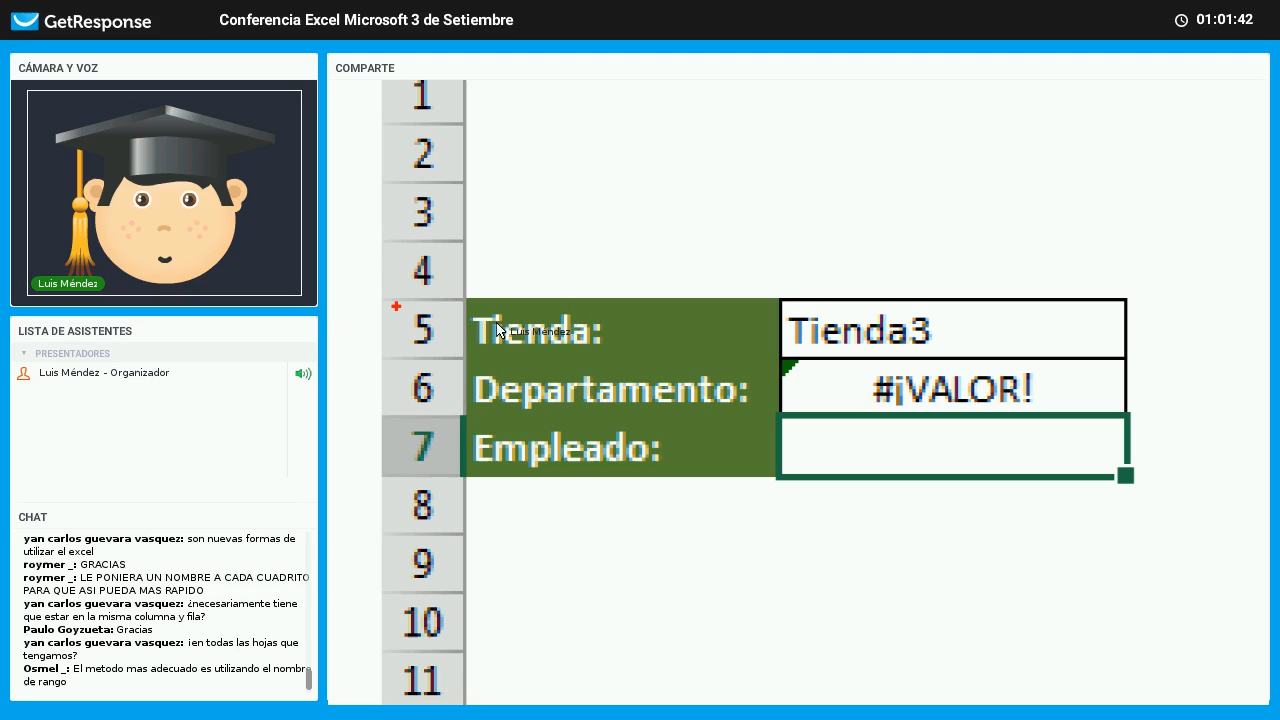 GetResponse
Conferencia Excel Microsoft 3 de Setiembre
01:01:42
CÁMARA Y VOZ
Luis Méndez
LISTA DE ASISTENTES
PRESENTADORES
Luis Méndez - Organizador
CHAT
yan carlos guevara vasquez: son nuevas formas de
utilizar el excel
roymer _: GRACIAS
roymer _: LE PONIERA UN NOMBRE A CADA CUADRITO
PARA QUE ASI PUEDA MAS RAPIDO
yan carlos guevara vasquez: ¿necesariamente tiene
que estar en la misma columna y fila?
Paulo Goyzueta: Gracias
yan carlos guevara vasquez: ¡en todas las hojas que
tengamos?
Osmel _: El metodo mas adecuado es utilizando el nombre
de rango
COMPARTE
1
2
3
4
5 Tienda: Tienda3
Luis Méndez
6 Departamento: #¡VALOR!
7 Empleado:
8
9
10
11